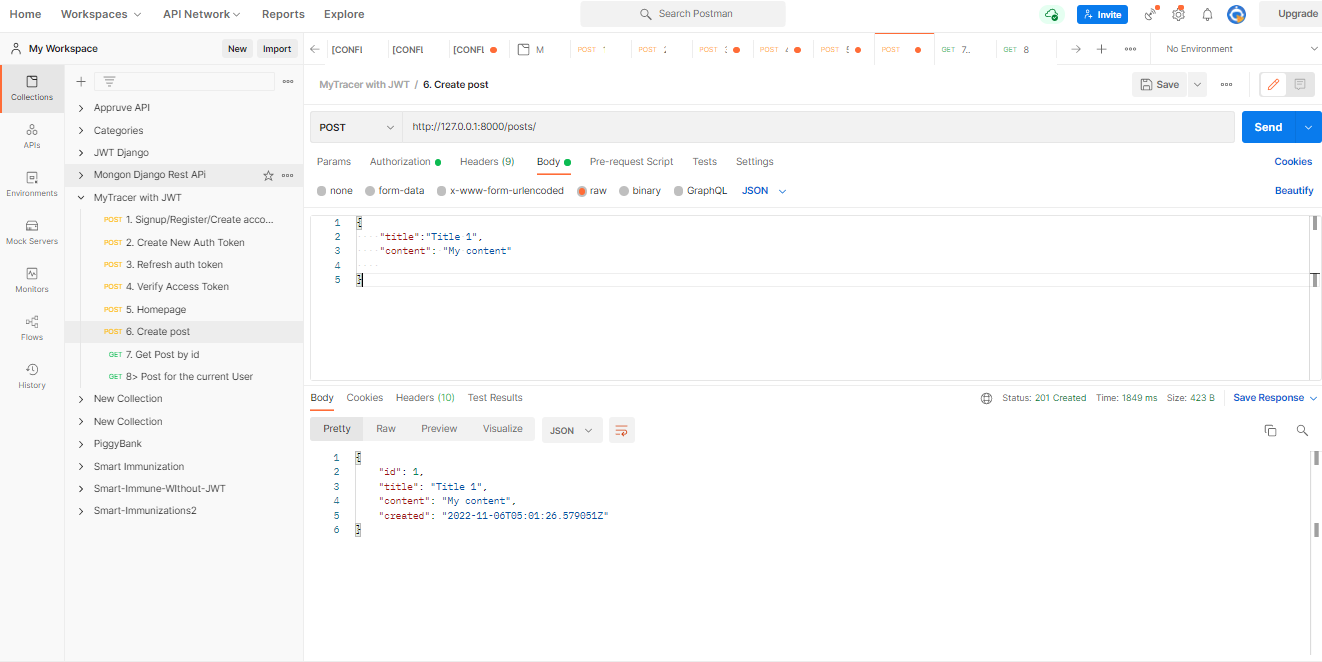 Home Workspaces API Network Reports Explore Search Postman Invite Upgrade
My Workspace New Import [CONFI [CONFI [CONFI M POST POST 2 POST 3 POST 4 POST 5 POST GET 7.. GET 8 No Environment
MyTracer with JWT / 6. Create post Save
Collections
APIs
Environments
Mock Servers
Monitors
Flows
History
Appruve API
Categories
JWT Django
Mongon Django Rest APi
MyTracer with JWT
POST 1. Signup/Register/Create acco...
POST 2. Create New Auth Token
POST 3. Refresh auth token
POST 4. Verify Access Token
POST 5. Homepage
POST 6. Create post
GET 7. Get Post by id
GET 8> Post for the current User
New Collection
New Collection
PiggyBank
Smart Immunization
Smart-Immune-WIthout-JWT
Smart-Immunizations2
POST http://127.0.0.1:8000/posts/ Send
Params Authorization Headers (9) Body Pre-request Script Tests Settings Cookies
none form-data x-www-form-urlencoded raw binary GraphQL JSON Beautify
1 {
2 "title":"Title 1",
3 "content": "My content"
4
5 }
Body Cookies Headers (10) Test Results Status: 201 Created Time: 1849 ms Size: 423 B Save Response
Pretty Raw Preview Visualize JSON
1 {
2 "id": 1,
3 "title": "Title 1",
4 "content": "My content",
5 "created": "2022-11-06T05:01:26.579051Z"
6 }